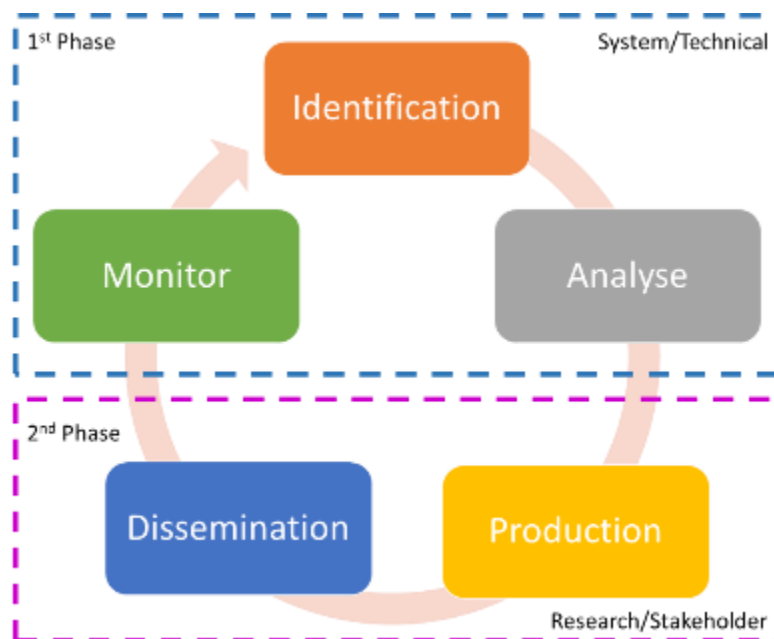 1st Phase
System/Technical
Identification
Monitor
Analyse
2nd Phase
Dissemination
Production
Research/Stakeholder